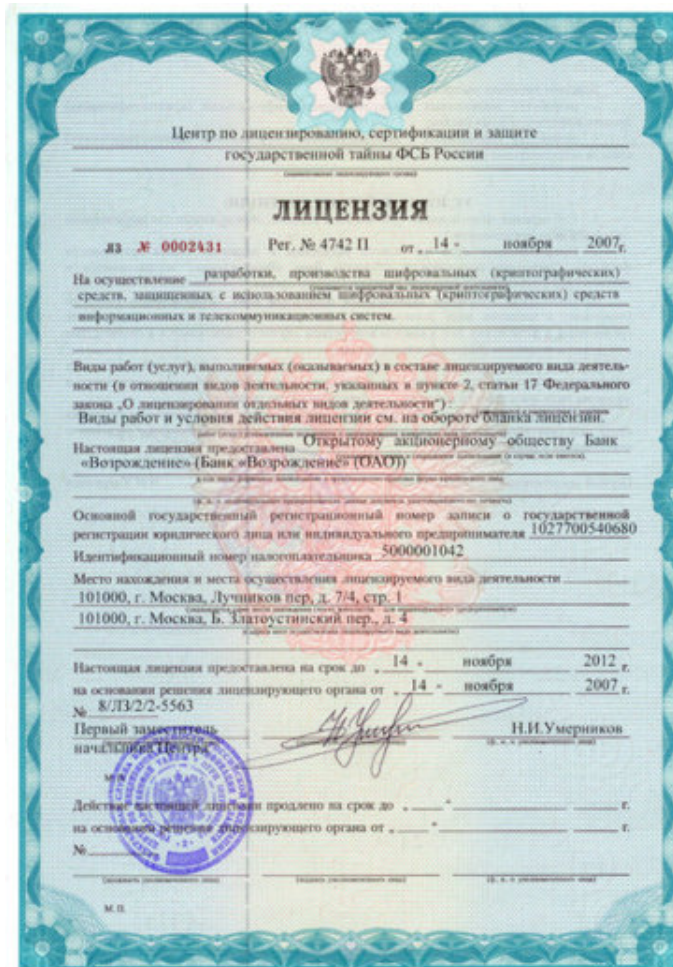 Центр по лицензированию, сертификации и защите
государственной тайны ФСБ России
ЛИЦЕНЗИЯ
ЛЗ № 0002431 Рег. № 4742 П от „ 14 - ноября 2007 г.
На осуществление разработки, производства шифровальных (криптографических)
средств, защищенных с использованием шифровальных (криптографических) средств
информационных и телекоммуникационных систем.
Виды работ (услуг), выполняемых (оказываемых) в составе лицензируемого вида деятель-
ности (в отношении видов деятельности, указанных в пункте 2, статьи 17 Федерального
закона „О лицензировании отдельных видов деятельности") :
Виды работ и условия действия лицензии см. на обороте бланка лицензии.
Настоящая лицензия предоставлена Открытому акционерному обществу Банк
«Возрождение» (Банк «Возрождение» (ОАО))
Основной государственный регистрационный номер записи о государственной
регистрации юридического лица или индивидуального предпринимателя 1027700540680
Идентификационный номер налогоплательщика 5000001042
Место нахождения и места осуществления лицензируемого вида деятельности
101000, г. Москва, Лучников пер, д. 7/4, стр. 1
101000, г. Москва, Б. Златоустинский пер., д. 4
Настоящая лицензия предоставлена на срок до „ 14 " ноября 2012 г.
на основании решения лицензирующего органа от „ 14 " ноября 2007 г.
№ 8/ЛЗ/2/2-5563
Первый заместитель
начальника Центра Н.И.Умерников
Действие настоящей лицензии продлено на срок до „ " г.
на основании решения лицензирующего органа от „ " г.
№
М. П.